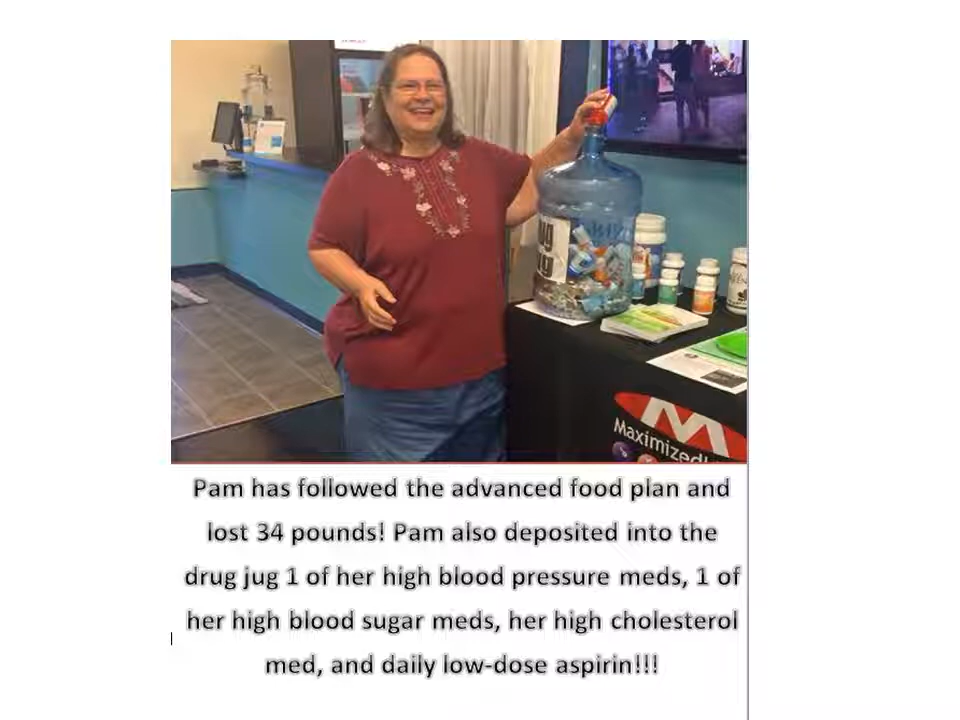 Maximized
Pam has followed the advanced food plan and
lost 34 pounds! Pam also deposited into the
drug jug 1 of her high blood pressure meds, 1 of
her high blood sugar meds, her high cholesterol
med, and daily low-dose aspirin!!!